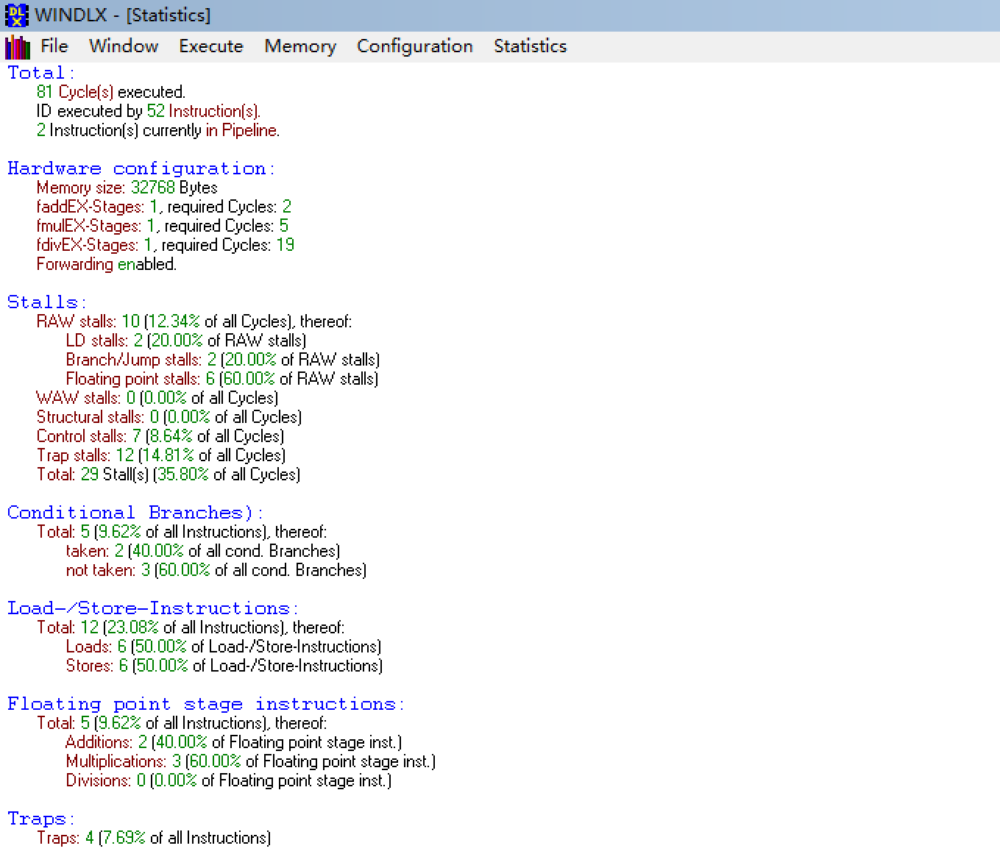 DLX WINDLX - [Statistics]
File Window Execute Memory Configuration Statistics
Total:
81 Cycle(s) executed.
ID executed by 52 Instruction(s).
2 Instruction(s) currently in Pipeline.
Hardware configuration:
Memory size: 32768 Bytes
faddEX-Stages: 1, required Cycles: 2
fmulEX-Stages: 1, required Cycles: 5
fdivEX-Stages: 1, required Cycles: 19
Forwarding enabled.
Stalls:
RAW stalls: 10 (12.34% of all Cycles), thereof:
LD stalls: 2 (20.00% of RAW stalls)
Branch/Jump stalls: 2 (20.00% of RAW stalls)
Floating point stalls: 6 (60.00% of RAW stalls)
WAW stalls: 0 (0.00% of all Cycles)
Structural stalls: 0 (0.00% of all Cycles)
Control stalls: 7 (8.64% of all Cycles)
Trap stalls: 12 (14.81% of all Cycles)
Total: 29 Stall(s) (35.80% of all Cycles)
Conditional Branches):
Total: 5 (9.62% of all Instructions), thereof:
taken: 2 (40.00% of all cond. Branches)
not taken: 3 (60.00% of all cond. Branches)
Load-/Store-Instructions:
Total: 12 (23.08% of all Instructions), thereof:
Loads: 6 (50.00% of Load-/Store-Instructions)
Stores: 6 (50.00% of Load-/Store-Instructions)
Floating point stage instructions:
Total: 5 (9.62% of all Instructions), thereof:
Additions: 2 (40.00% of Floating point stage inst.)
Multiplications: 3 (60.00% of Floating point stage inst.)
Divisions: 0 (0.00% of Floating point stage inst.)
Traps:
Traps: 4 (7.69% of all Instructions)